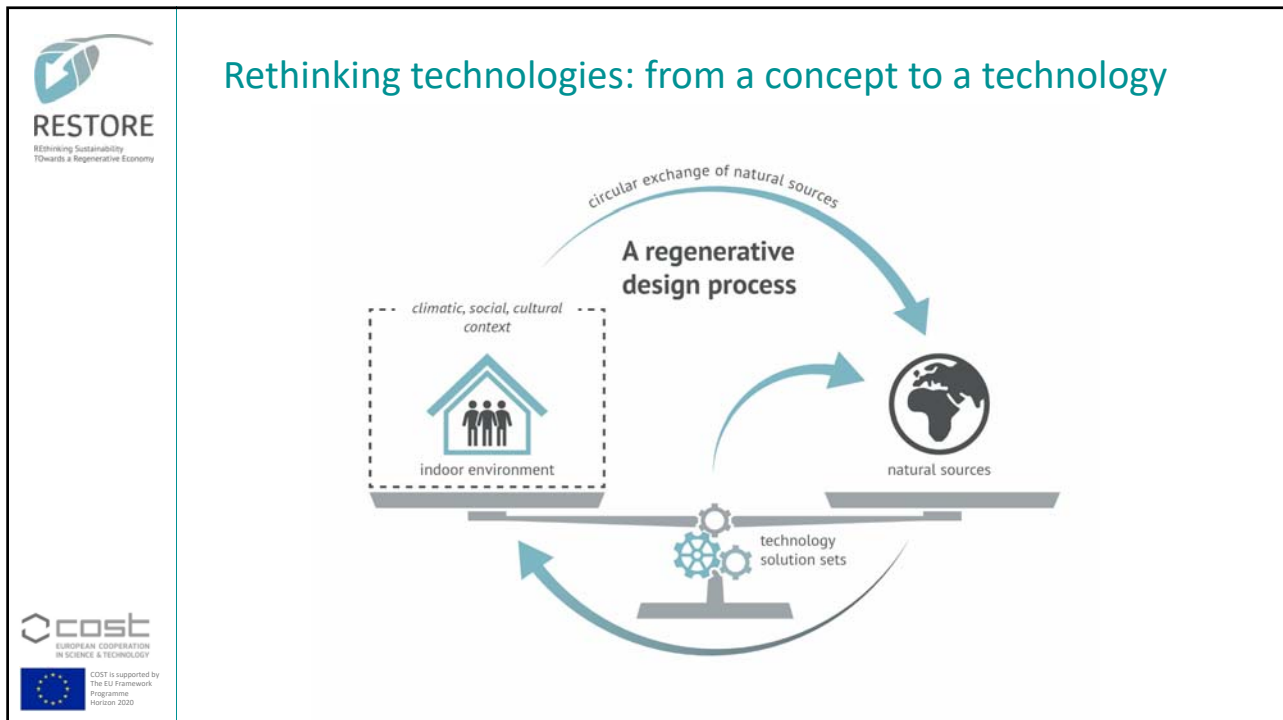 RESTORE
REthinking Sustainability
TOwards a Regenerative Economy
Rethinking technologies: from a concept to a technology
circular exchange of natural sources
A regenerative
design process
climatic, social, cultural
context
indoor environment
natural sources
technology
solution sets
cost
EUROPEAN COOPERATION
IN SCIENCE & TECHNOLOGY
COST is supported by
The EU Framework
Programme
Horizon 2020